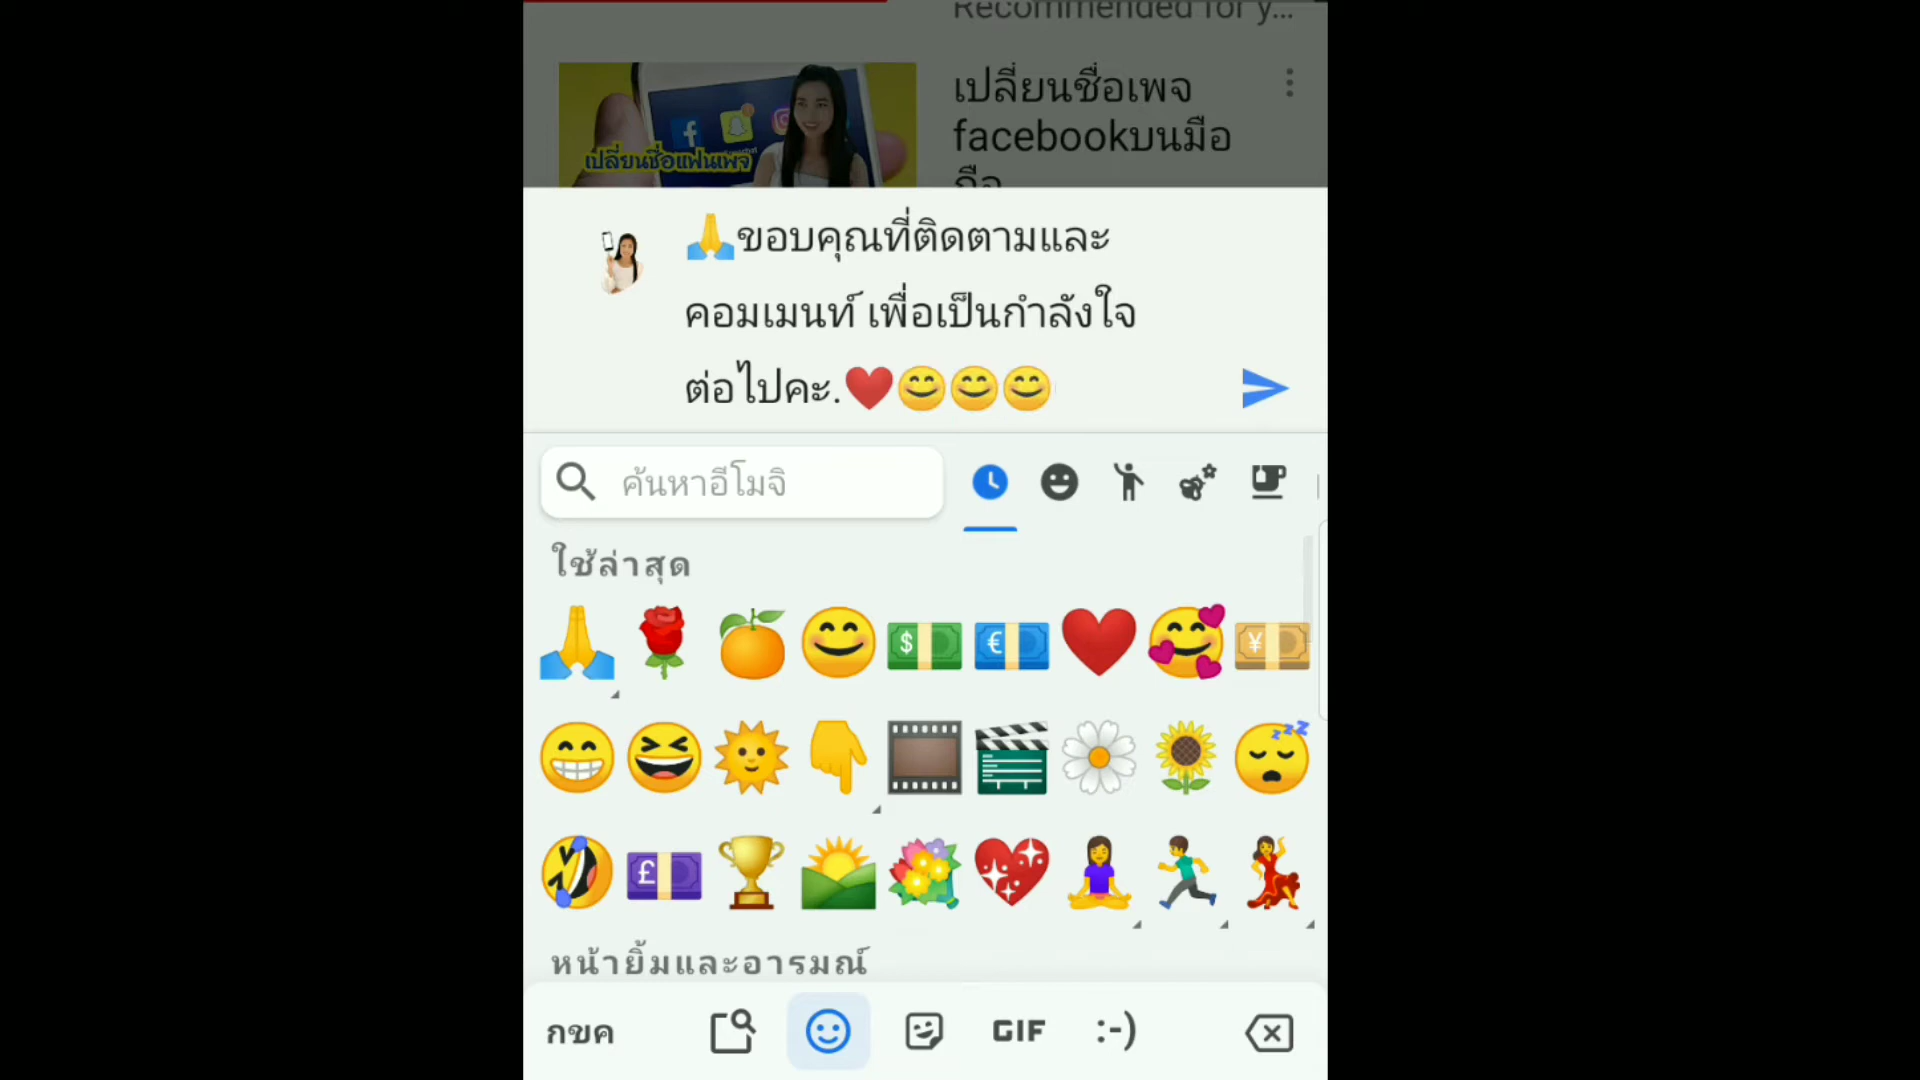 Recommended for y...
เปลี่ยนชื่อเพจ
facebookบนมือ
ถือ
เปลี่ยนชื่อแฟนเพจ
🙏ขอบคุณที่ติดตามและ
คอมเมนท์ เพื่อเป็นกำลังใจ
ต่อไปคะ.❤️😊😊😊
ค้นหาอีโมจิ
ใช้ล่าสุด
หน้ายิ้มและอารมณ์
กขค
GIF
:-)